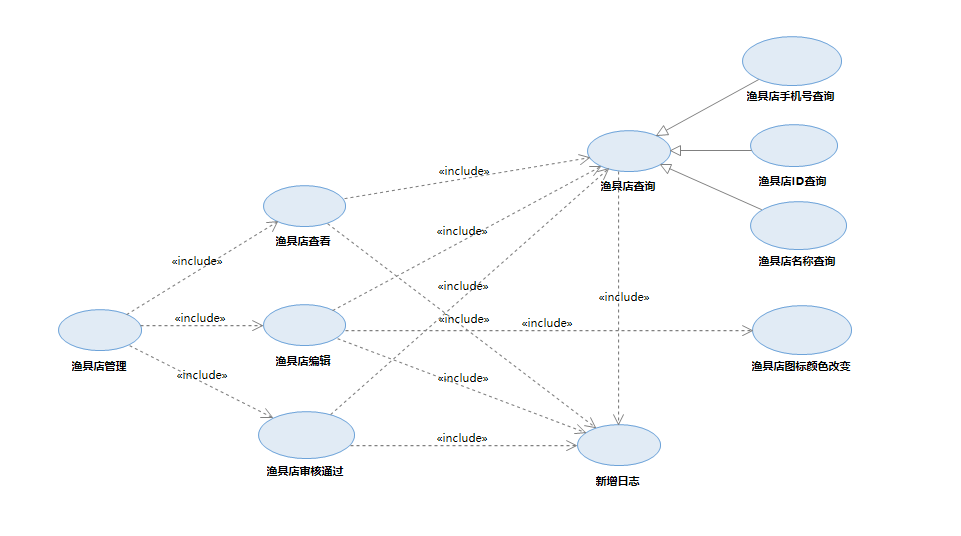 渔具店手机号查询
«include»
渔具店ID查询
渔具店查询
«include»
渔具店查看
«include»
渔具店名称查询
«include»
«include»
«include»
«include»
«include»
«include»
渔具店管理
渔具店编辑
渔具店图标颜色改变
«include»
«include»
«include»
渔具店审核通过
新增日志